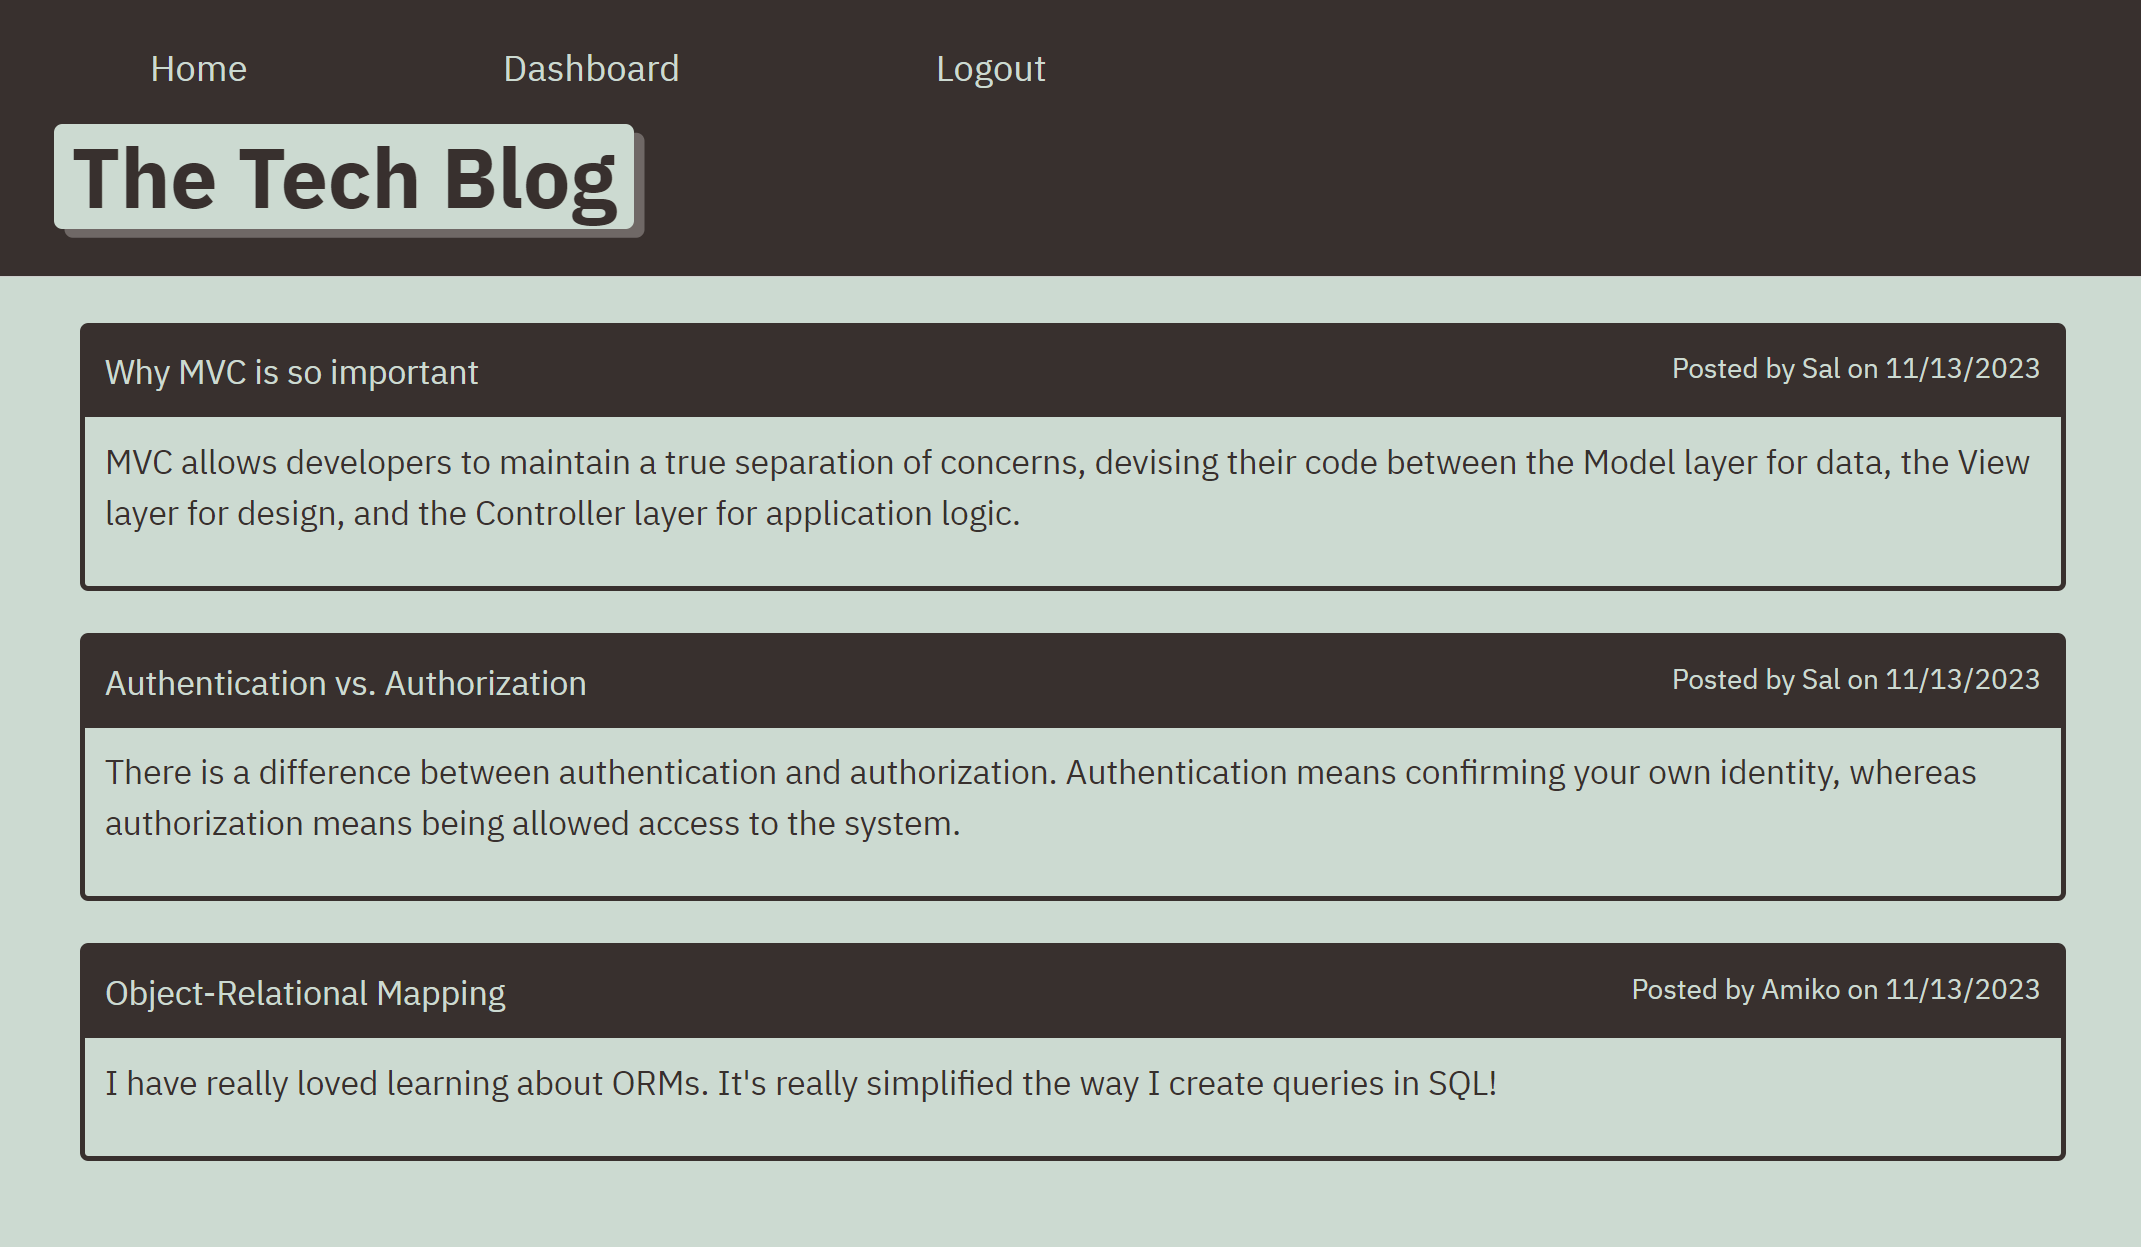 Home Dashboard Logout
The Tech Blog
Why MVC is so important Posted by Sal on 11/13/2023
MVC allows developers to maintain a true separation of concerns, devising their code between the Model layer for data, the View
layer for design, and the Controller layer for application logic.
Authentication vs. Authorization Posted by Sal on 11/13/2023
There is a difference between authentication and authorization. Authentication means confirming your own identity, whereas
authorization means being allowed access to the system.
Object-Relational Mapping Posted by Amiko on 11/13/2023
I have really loved learning about ORMs. It's really simplified the way I create queries in SQL!